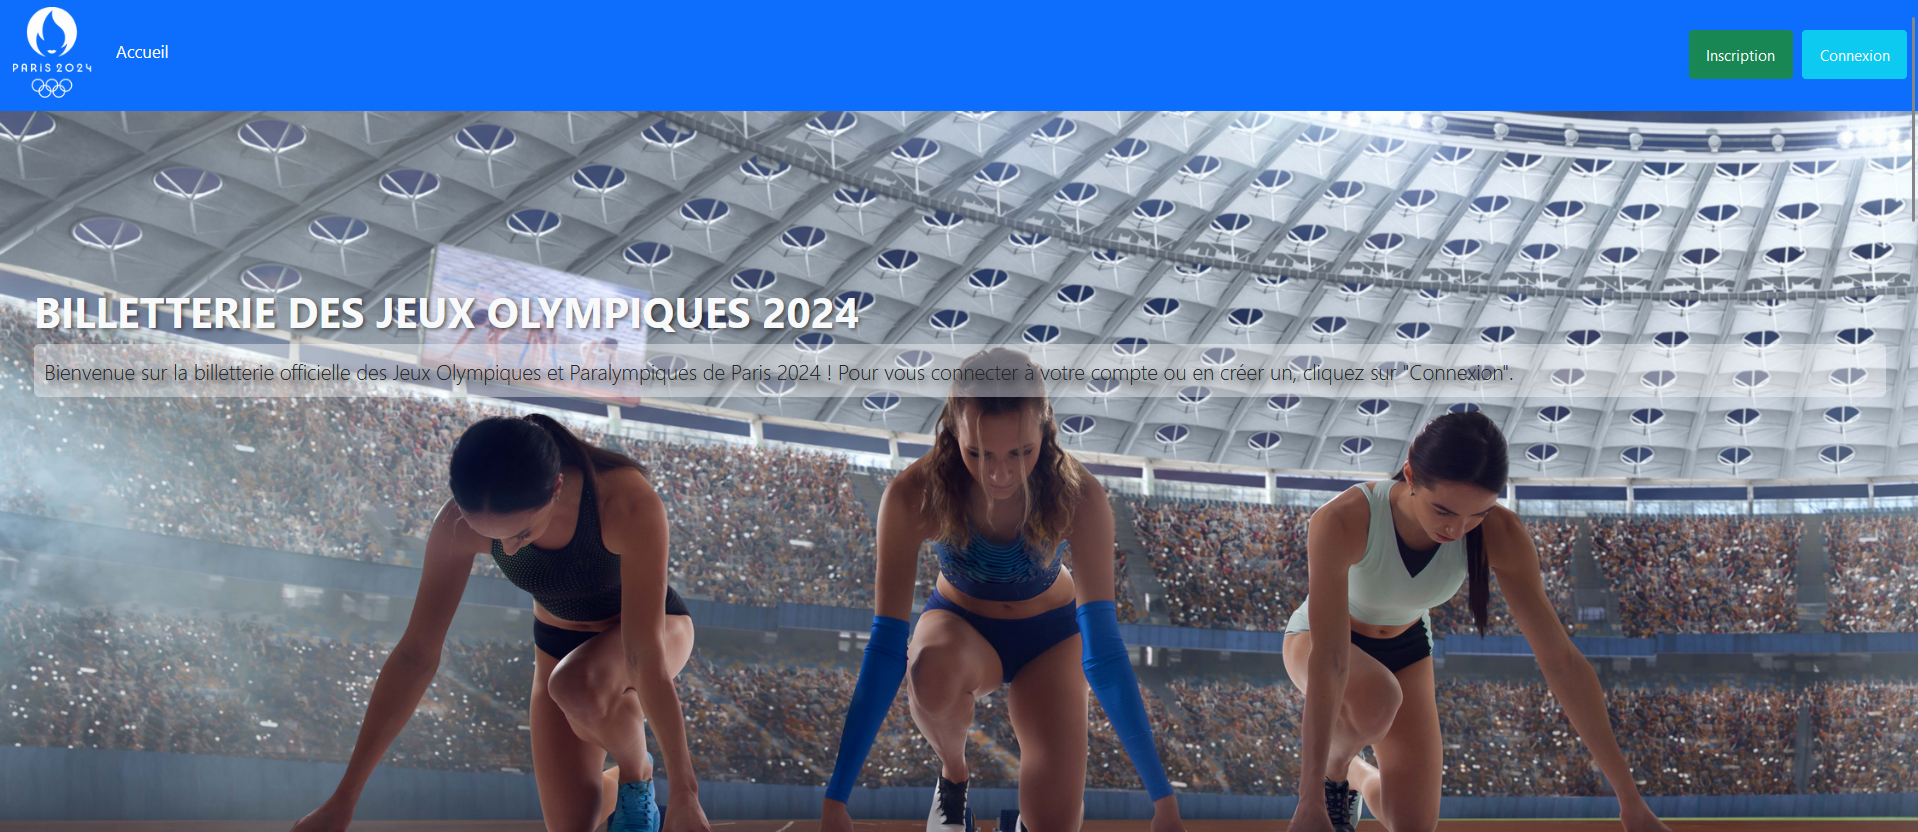 PARIS 2024
Accueil
Inscription
Connexion
BILLETTERIE DES JEUX OLYMPIQUES 2024
Bienvenue sur la billetterie officielle des Jeux Olympiques et Paralympiques de Paris 2024 ! Pour vous connecter à votre compte ou en créer un, cliquez sur "Connexion".